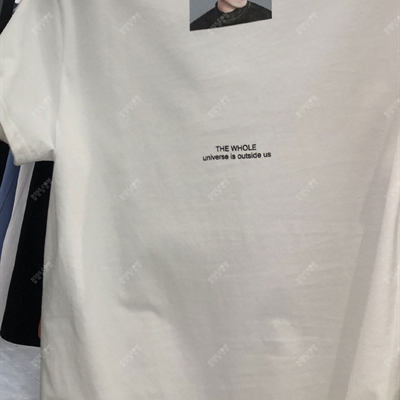 THE WHOLE
universe is outside us